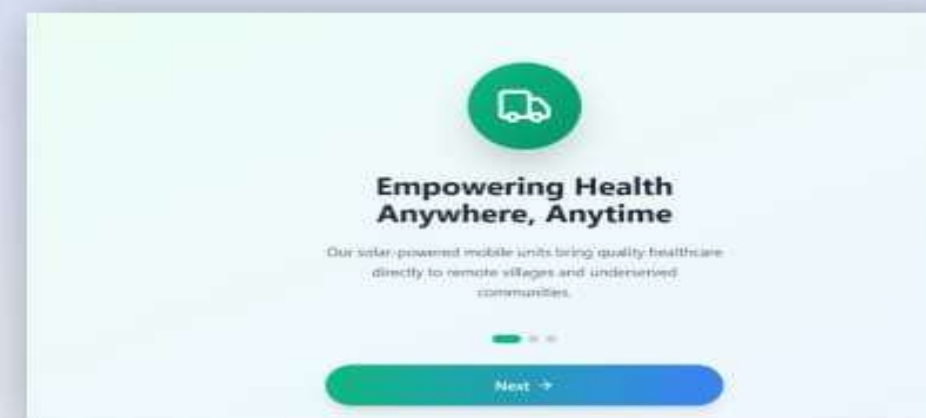 Empowering Health
Anywhere, Anytime
Our solar-powered mobile units bring quality healthcare
directly to remote villages and underserved
communities.
Next →